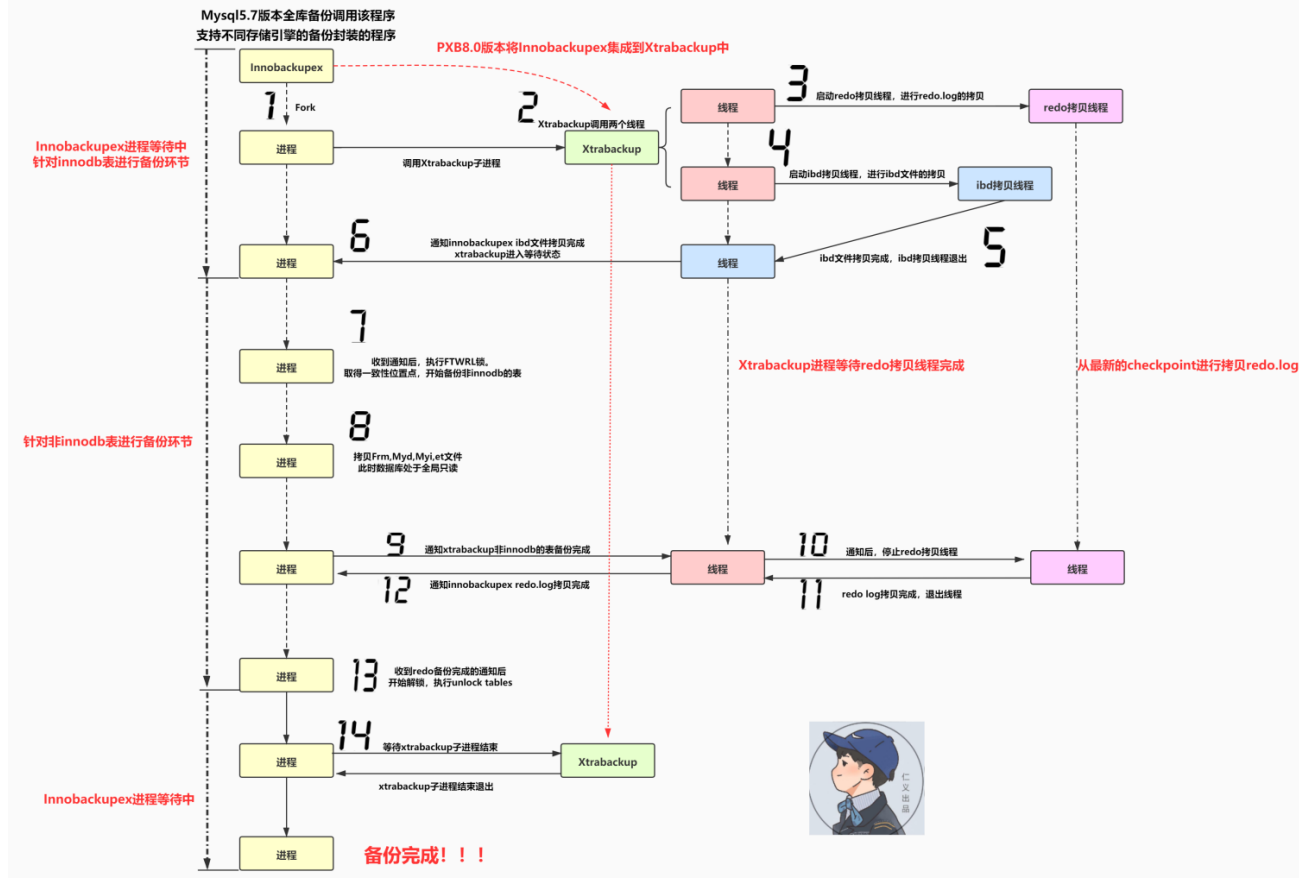 Mysql5.7版本全库备份调用该程序
支持不同存储引擎的备份封装的程序
PXB8.0版本将Innobackupex集成到Xtrabackup中
Innobackupex
1
Fork
2
Xtrabackup调用两个线程
线程
3
启动redo拷贝线程，进行redo.log的拷贝
redo拷贝线程
Innobackupex进程等待中
针对innodb表进行备份环节
进程
调用Xtrabackup子进程
Xtrabackup
4
线程
启动ibd拷贝线程，进行ibd文件的拷贝
ibd拷贝线程
6
通知innobackupex ibd文件拷贝完成
xtrabackup进入等待状态
进程
线程
5
ibd文件拷贝完成，ibd拷贝线程退出
7
进程
收到通知后，执行FTWRL锁。
取得一致性位置点，开始备份非innodb的表
Xtrabackup进程等待redo拷贝线程完成
从最新的checkpoint进行拷贝redo.log
针对非innodb表进行备份环节
8
进程
拷贝Frm,Myd,Myi,et文件
此时数据库处于全局只读
进程
9
通知xtrabackup非innodb的表备份完成
12
通知innobackupex redo.log拷贝完成
线程
10
通知后，停止redo拷贝线程
11
redo log拷贝完成，退出线程
线程
进程
13
收到redo备份完成的通知后
开始解锁，执行unlock tables
14
进程
等待xtrabackup子进程结束
Xtrabackup
xtrabackup子进程结束退出
Innobackupex进程等待中
进程
备份完成！！！
仁义出品